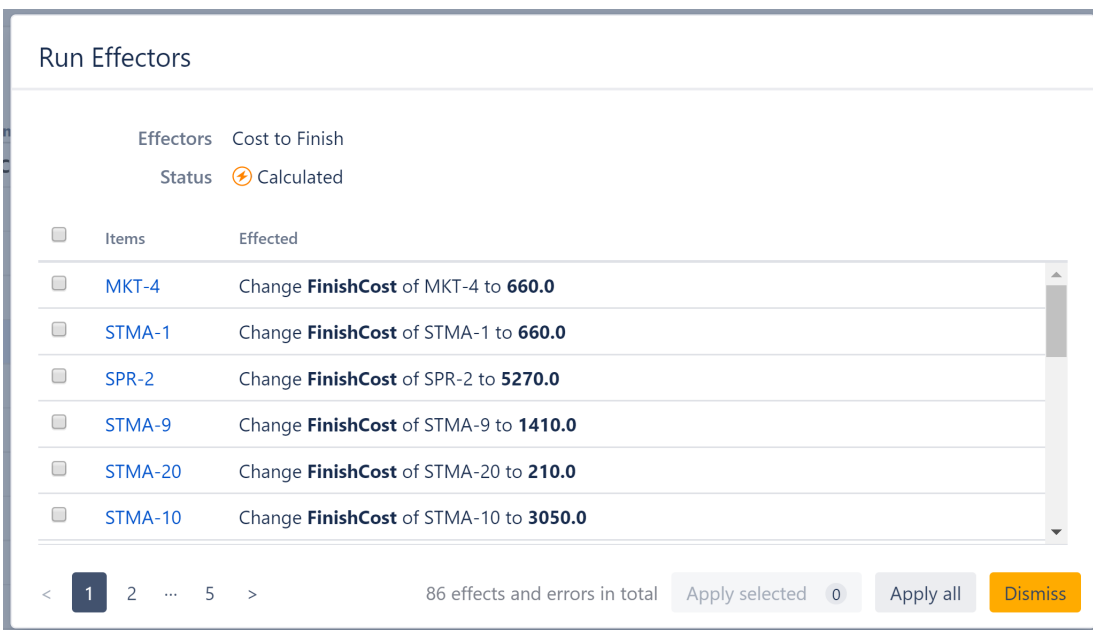 Run Effectors
Effectors Cost to Finish
Status Calculated
Items Effected
MKT-4 Change FinishCost of MKT-4 to 660.0
STMA-1 Change FinishCost of STMA-1 to 660.0
SPR-2 Change FinishCost of SPR-2 to 5270.0
STMA-9 Change FinishCost of STMA-9 to 1410.0
STMA-20 Change FinishCost of STMA-20 to 210.0
STMA-10 Change FinishCost of STMA-10 to 3050.0
< 1 2 ... 5 > 86 effects and errors in total Apply selected 0 Apply all Dismiss